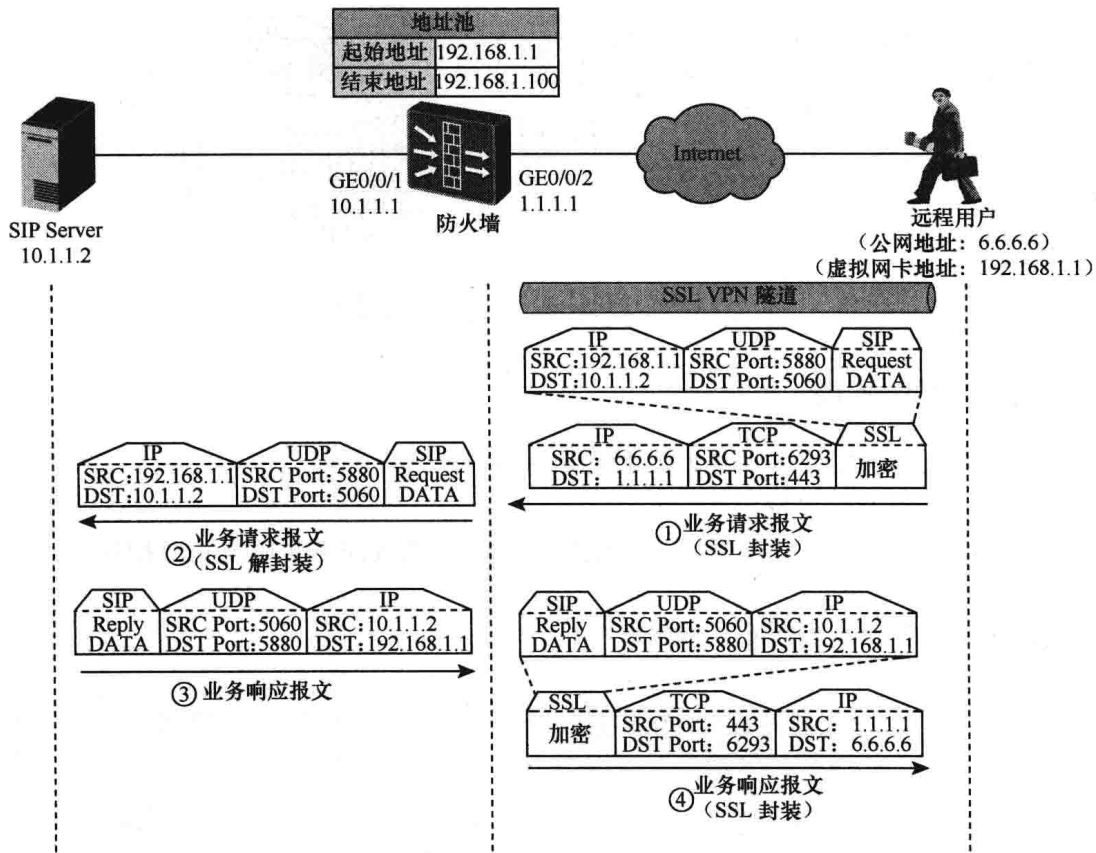 地址池
起始地址 192.168.1.1
结束地址 192.168.1.100
Internet
GE0/0/1
10.1.1.1
GE0/0/2
1.1.1.1
防火墙
SIP Server
10.1.1.2
远程用户
（公网地址：6.6.6.6）
（虚拟网卡地址：192.168.1.1）
SSL VPN 隧道
IP UDP SIP
SRC:192.168.1.1 SRC Port:5880 Request
DST:10.1.1.2 DST Port:5060 DATA
IP TCP SSL
SRC: 6.6.6.6 SRC Port:6293 加密
DST: 1.1.1.1 DST Port:443
①业务请求报文
（SSL 封装）
IP UDP SIP
SRC:192.168.1.1 SRC Port:5880 Request
DST:10.1.1.2 DST Port:5060 DATA
②业务请求报文
（SSL 解封装）
SIP UDP IP
Reply SRC Port:5060 SRC:10.1.1.2
DATA DST Port:5880 DST:192.168.1.1
③业务响应报文
SIP UDP IP
Reply SRC Port:5060 SRC:10.1.1.2
DATA DST Port:5880 DST:192.168.1.1
SSL TCP IP
加密 SRC Port: 443 SRC: 1.1.1.1
DST Port: 6293 DST: 6.6.6.6
④业务响应报文
（SSL 封装）